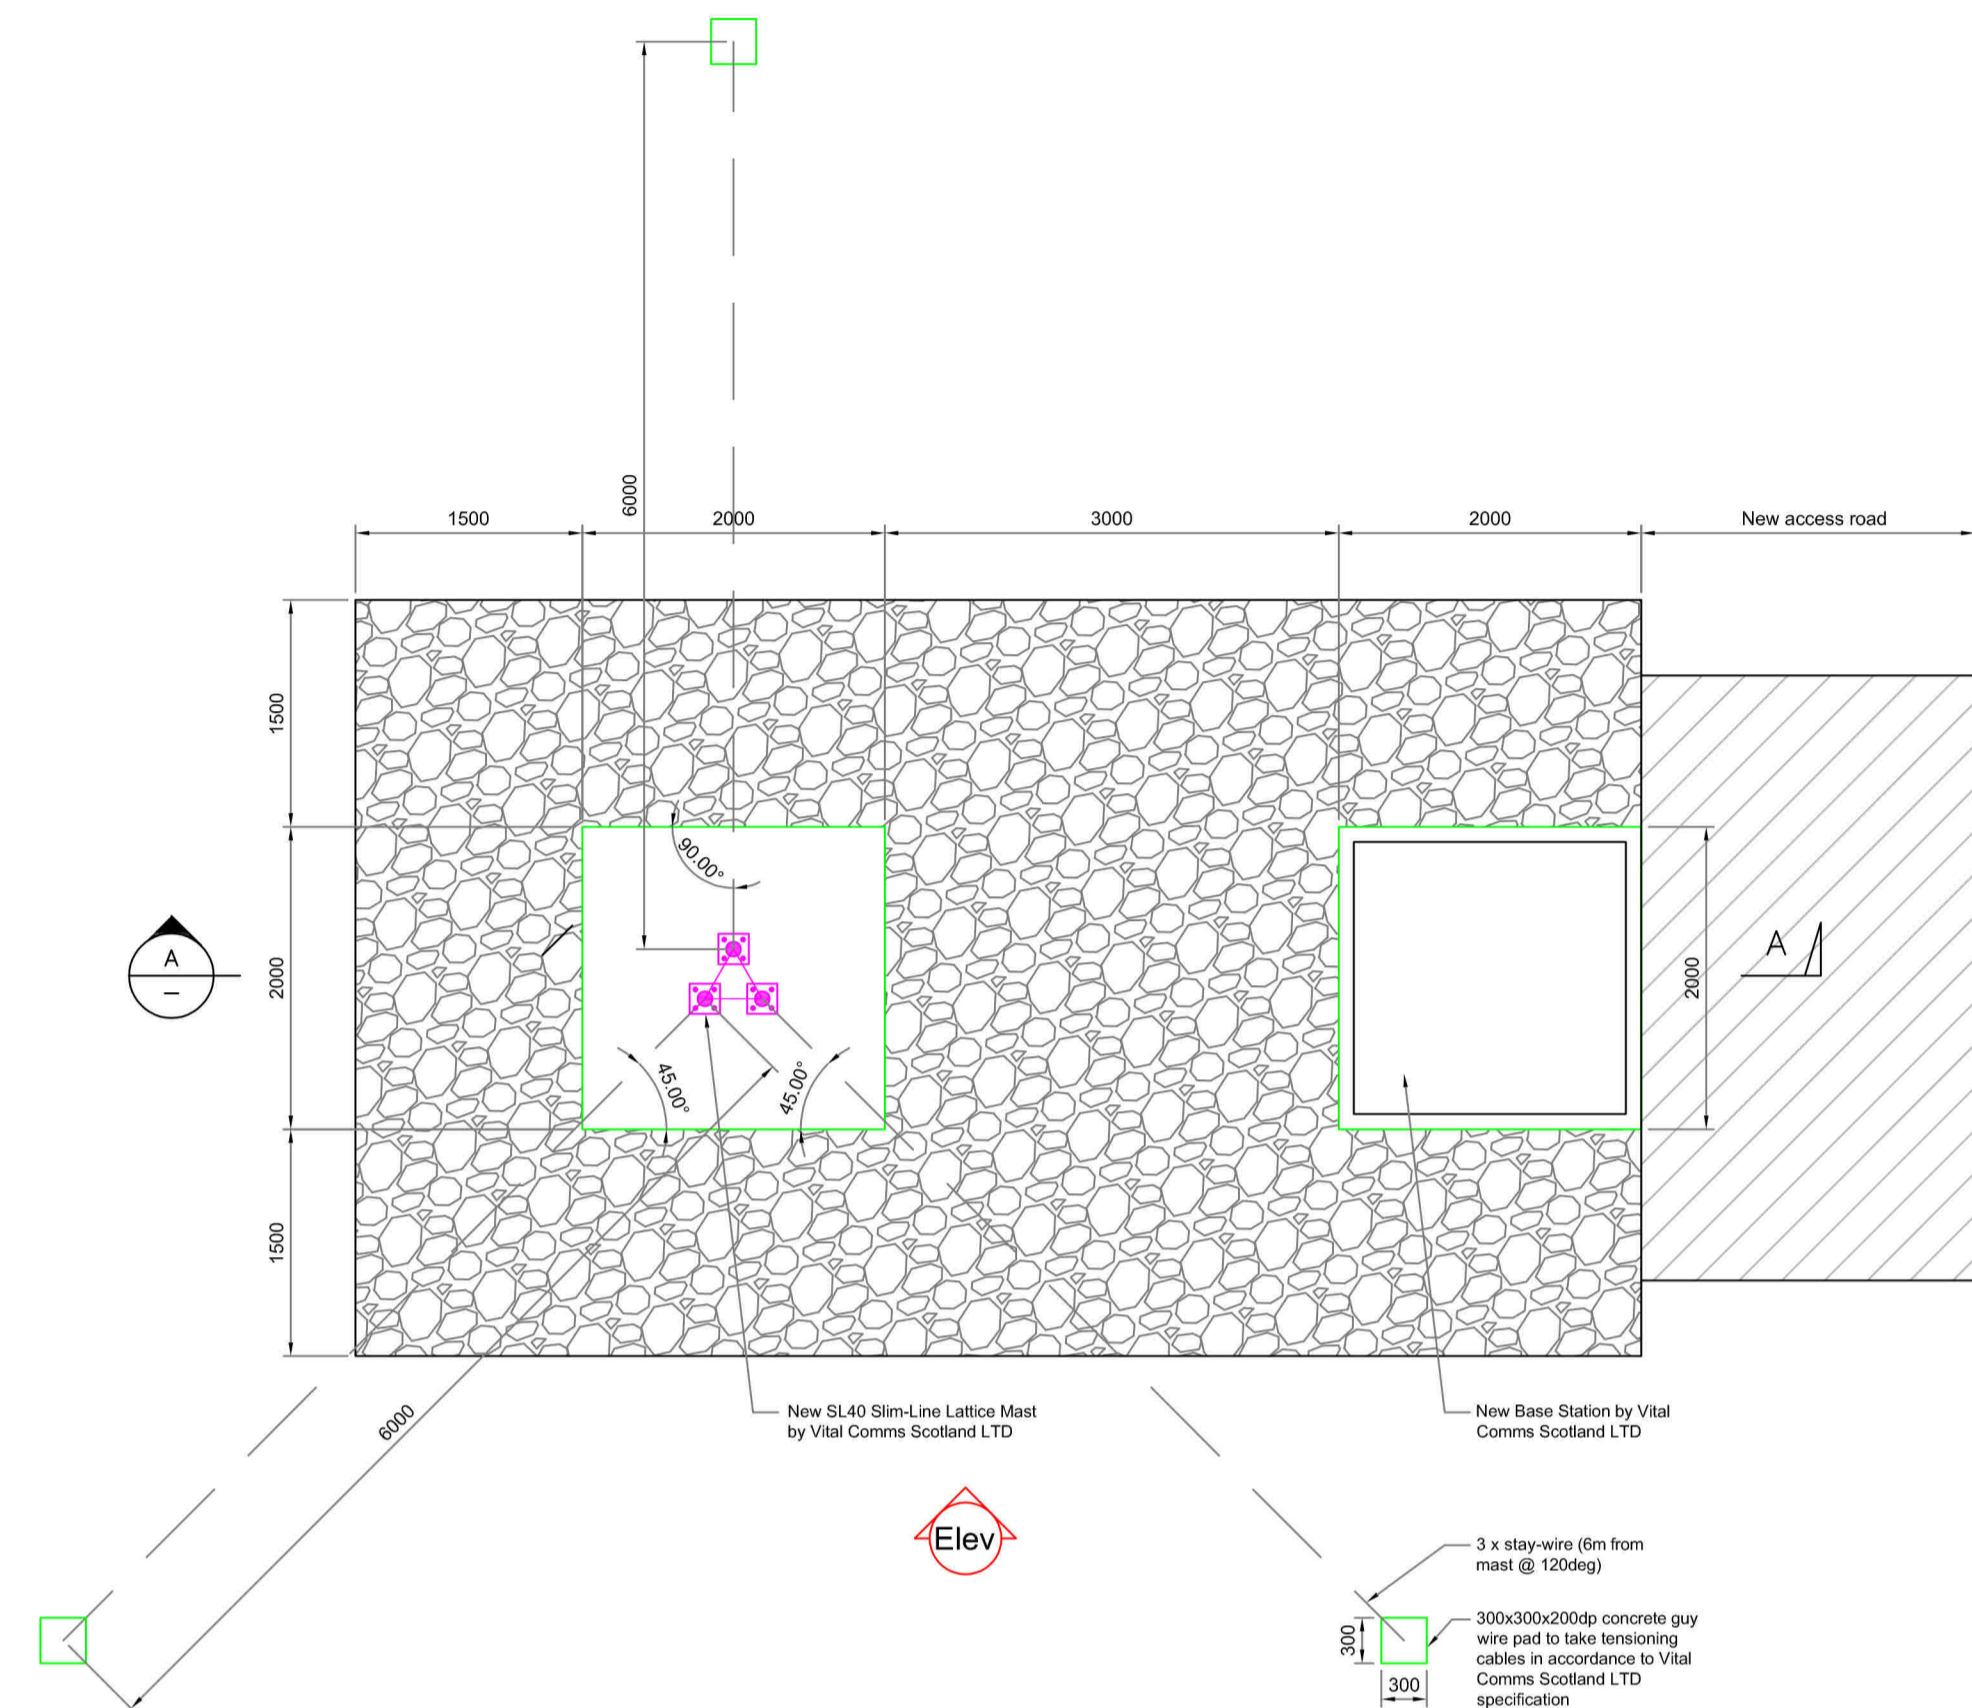 6000
1500
2000
3000
2000
New access road
1500
90.00°
A
–
2000
A
2000
45.00°
45.00°
1500
6000
New SL40 Slim-Line Lattice Mast
by Vital Comms Scotland LTD
New Base Station by Vital
Comms Scotland LTD
Elev
3 x stay-wire (6m from
mast @ 120deg)
300
300x300x200dp concrete guy
wire pad to take tensioning
cables in accordance to Vital
Comms Scotland LTD
specification
300